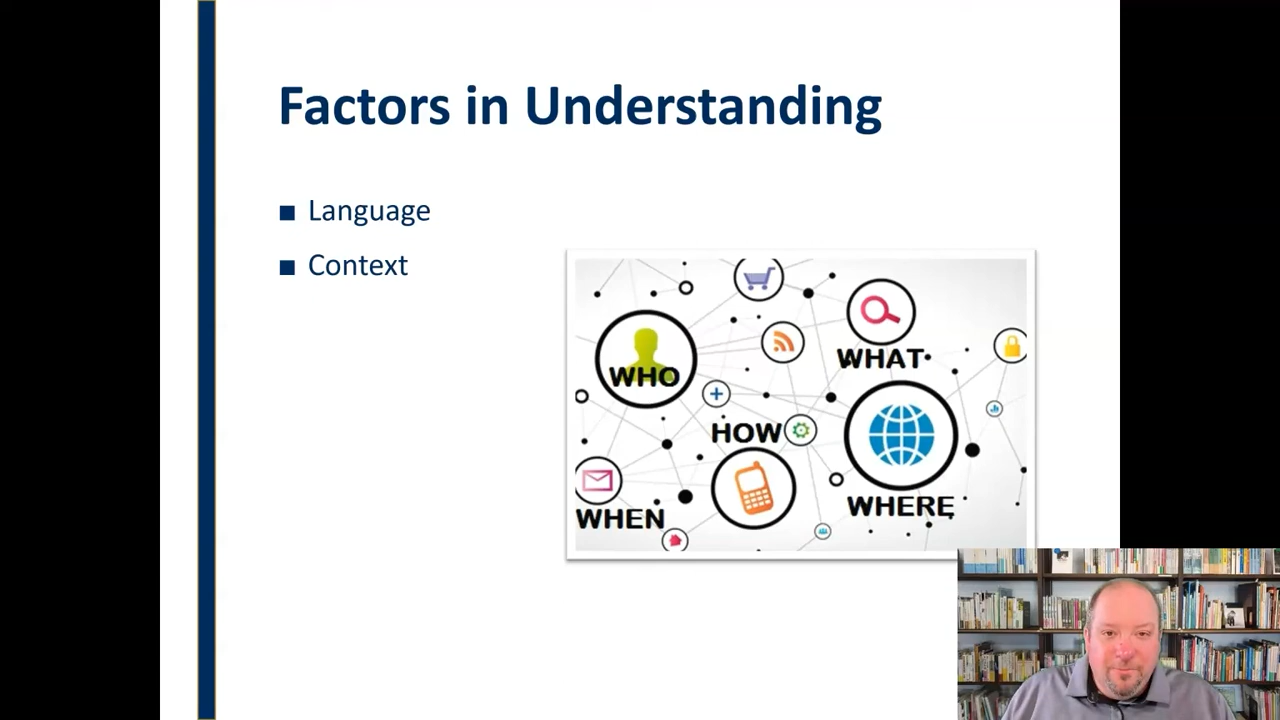 Factors in Understanding
Language
Context
WHO
WHAT
HOW
WHEN
WHERE